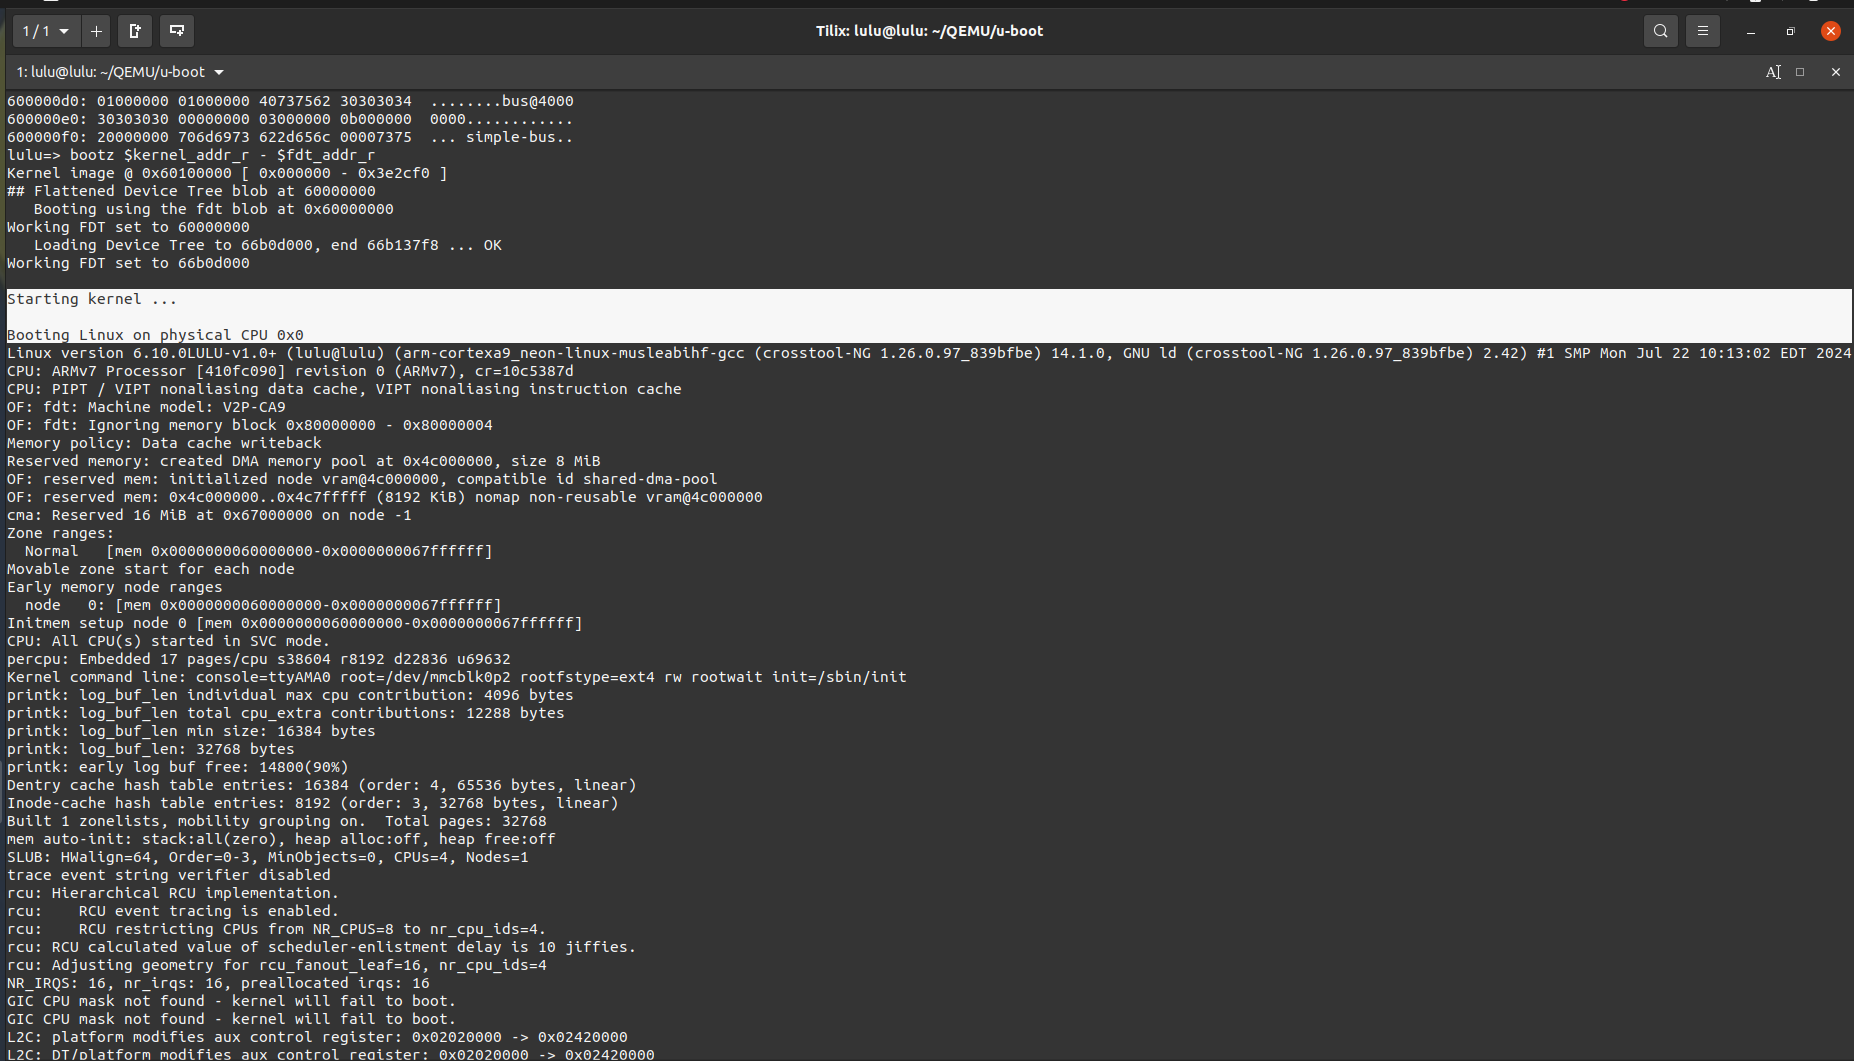 1 / 1
Tilix: lulu@lulu: ~/QEMU/u-boot
1: lulu@lulu: ~/QEMU/u-boot
600000d0: 01000000 01000000 40737562 30303034  ........bus@4000
600000e0: 30303030 00000000 03000000 0b000000  0000............
600000f0: 20000000 706d6973 622d656c 00007375  ... simple-bus..
lulu=> bootz $kernel_addr_r - $fdt_addr_r
Kernel image @ 0x60100000 [ 0x000000 - 0x3e2cf0 ]
## Flattened Device Tree blob at 60000000
   Booting using the fdt blob at 0x60000000
Working FDT set to 60000000
   Loading Device Tree to 66b0d000, end 66b137f8 ... OK
Working FDT set to 66b0d000
Starting kernel ...
Booting Linux on physical CPU 0x0
Linux version 6.10.0LULU-v1.0+ (lulu@lulu) (arm-cortexa9_neon-linux-musleabihf-gcc (crosstool-NG 1.26.0.97_839bfbe) 14.1.0, GNU ld (crosstool-NG 1.26.0.97_839bfbe) 2.42) #1 SMP Mon Jul 22 10:13:02 EDT 2024
CPU: ARMv7 Processor [410fc090] revision 0 (ARMv7), cr=10c5387d
CPU: PIPT / VIPT nonaliasing data cache, VIPT nonaliasing instruction cache
OF: fdt: Machine model: V2P-CA9
OF: fdt: Ignoring memory block 0x80000000 - 0x80000004
Memory policy: Data cache writeback
Reserved memory: created DMA memory pool at 0x4c000000, size 8 MiB
OF: reserved mem: initialized node vram@4c000000, compatible id shared-dma-pool
OF: reserved mem: 0x4c000000..0x4c7fffff (8192 KiB) nomap non-reusable vram@4c000000
cma: Reserved 16 MiB at 0x67000000 on node -1
Zone ranges:
  Normal   [mem 0x0000000060000000-0x0000000067ffffff]
Movable zone start for each node
Early memory node ranges
  node   0: [mem 0x0000000060000000-0x0000000067ffffff]
Initmem setup node 0 [mem 0x0000000060000000-0x0000000067ffffff]
CPU: All CPU(s) started in SVC mode.
percpu: Embedded 17 pages/cpu s38604 r8192 d22836 u69632
Kernel command line: console=ttyAMA0 root=/dev/mmcblk0p2 rootfstype=ext4 rw rootwait init=/sbin/init
printk: log_buf_len individual max cpu contribution: 4096 bytes
printk: log_buf_len total cpu_extra contributions: 12288 bytes
printk: log_buf_len min size: 16384 bytes
printk: log_buf_len: 32768 bytes
printk: early log buf free: 14800(90%)
Dentry cache hash table entries: 16384 (order: 4, 65536 bytes, linear)
Inode-cache hash table entries: 8192 (order: 3, 32768 bytes, linear)
Built 1 zonelists, mobility grouping on.  Total pages: 32768
mem auto-init: stack:all(zero), heap alloc:off, heap free:off
SLUB: HWalign=64, Order=0-3, MinObjects=0, CPUs=4, Nodes=1
trace event string verifier disabled
rcu: Hierarchical RCU implementation.
rcu:    RCU event tracing is enabled.
rcu:    RCU restricting CPUs from NR_CPUS=8 to nr_cpu_ids=4.
rcu: RCU calculated value of scheduler-enlistment delay is 10 jiffies.
rcu: Adjusting geometry for rcu_fanout_leaf=16, nr_cpu_ids=4
NR_IRQS: 16, nr_irqs: 16, preallocated irqs: 16
GIC CPU mask not found - kernel will fail to boot.
GIC CPU mask not found - kernel will fail to boot.
L2C: platform modifies aux control register: 0x02020000 -> 0x02420000
L2C: DT/platform modifies aux control register: 0x02020000 -> 0x02420000